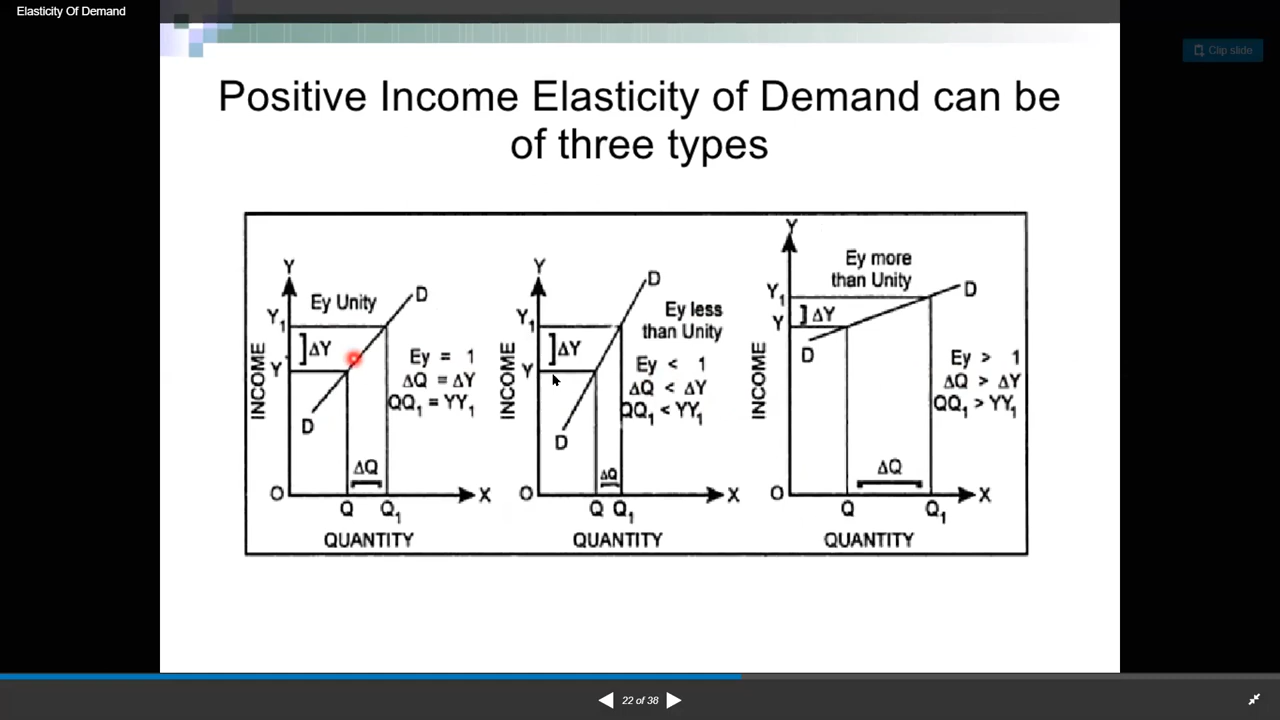 Elasticity Of Demand
Clip slide
Positive Income Elasticity of Demand can be
of three types
Y
Ey Unity
D
Y1
ΔY
Y
INCOME
D
Ey = 1
ΔQ = ΔY
QQ1 = YY1
ΔQ
O
X
Q Q1
QUANTITY
Y
D
Ey less
than Unity
Y1
ΔY
Y
INCOME
D
Ey < 1
ΔQ < ΔY
QQ1 < YY1
ΔQ
O
X
Q Q1
QUANTITY
Y
Ey more
than Unity
D
Y1
ΔY
Y
INCOME
D
Ey > 1
ΔQ > ΔY
QQ1 > YY1
ΔQ
O
X
Q Q1
QUANTITY
22 of 38